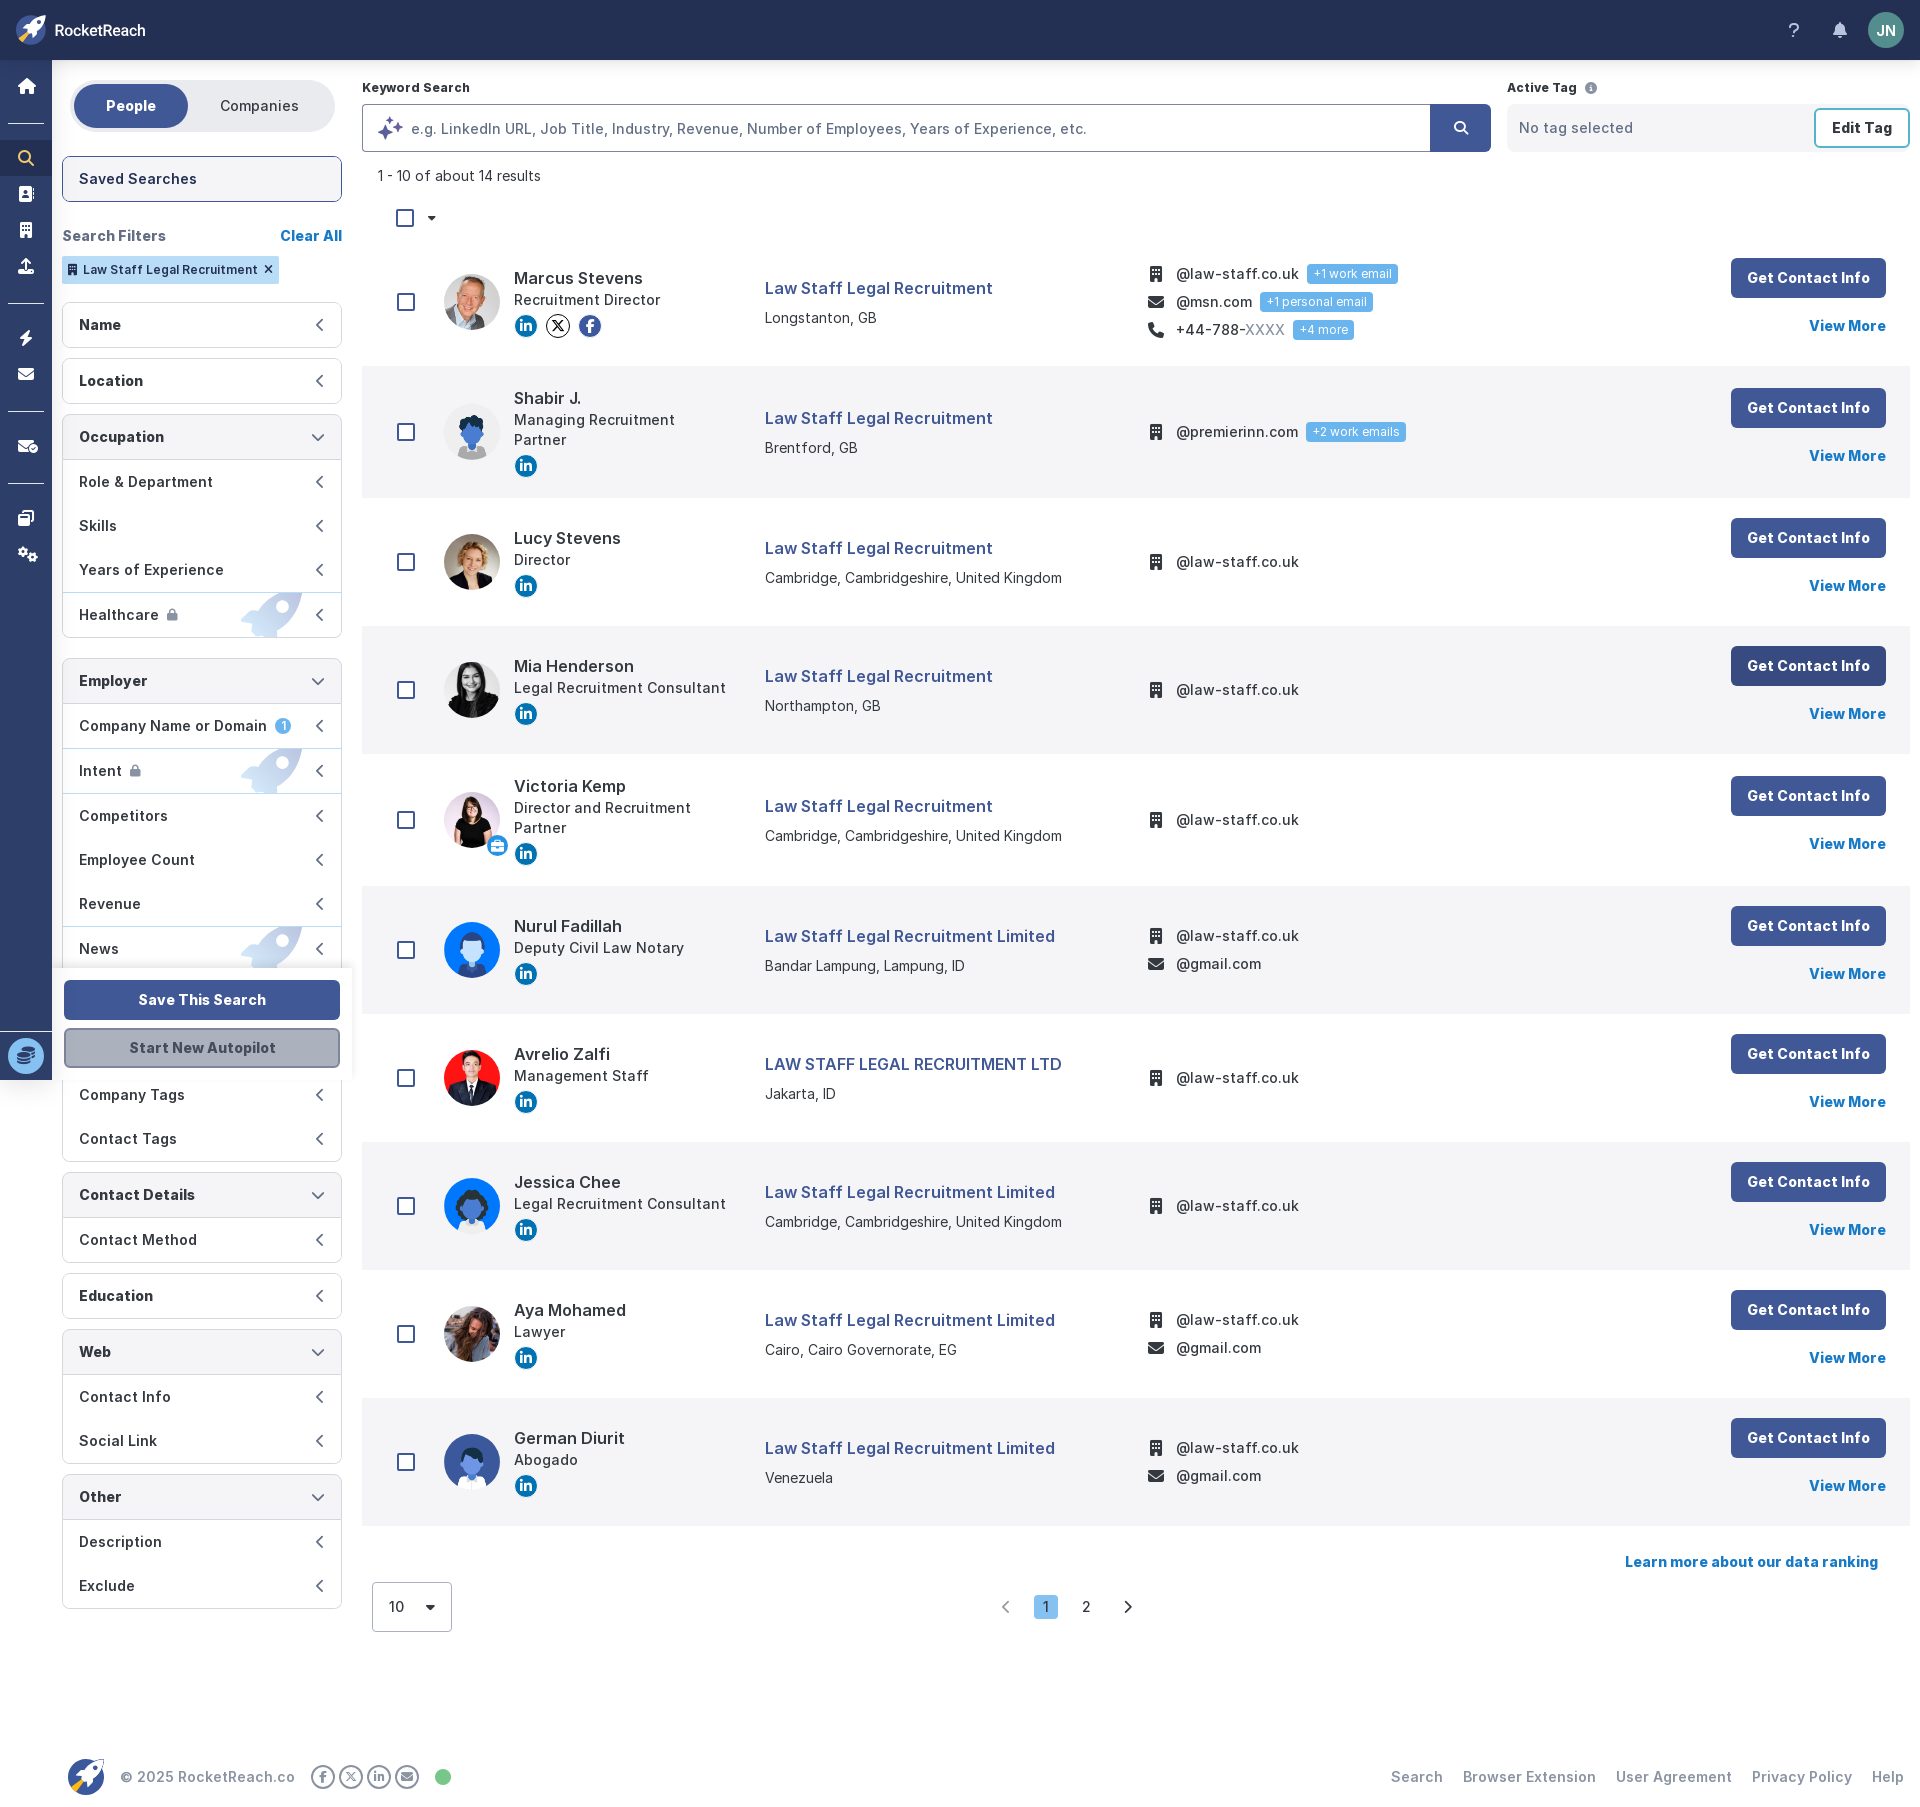 RocketReach
JN
People
Companies
Saved Searches
Search Filters
Clear All
Law Staff Legal Recruitment
Name
Location
Occupation
Role & Department
Skills
Years of Experience
Healthcare
Employer
Company Name or Domain 1
Intent
Competitors
Employee Count
Revenue
News
Save This Search
Start New Autopilot
Company Tags
Contact Tags
Contact Details
Contact Method
Education
Web
Contact Info
Social Link
Other
Description
Exclude
Keyword Search
e.g. LinkedIn URL, Job Title, Industry, Revenue, Number of Employees, Years of Experience, etc.
Active Tag
No tag selected
Edit Tag
1 - 10 of about 14 results
Marcus Stevens
Recruitment Director
Law Staff Legal Recruitment
Longstanton, GB
@law-staff.co.uk +1 work email
@msn.com +1 personal email
+44-788-XXXX +4 more
Get Contact Info
View More
Shabir J.
Managing Recruitment
Partner
Law Staff Legal Recruitment
Brentford, GB
@premierinn.com +2 work emails
Get Contact Info
View More
Lucy Stevens
Director
Law Staff Legal Recruitment
Cambridge, Cambridgeshire, United Kingdom
@law-staff.co.uk
Get Contact Info
View More
Mia Henderson
Legal Recruitment Consultant
Law Staff Legal Recruitment
Northampton, GB
@law-staff.co.uk
Get Contact Info
View More
Victoria Kemp
Director and Recruitment
Partner
Law Staff Legal Recruitment
Cambridge, Cambridgeshire, United Kingdom
@law-staff.co.uk
Get Contact Info
View More
Nurul Fadillah
Deputy Civil Law Notary
Law Staff Legal Recruitment Limited
Bandar Lampung, Lampung, ID
@law-staff.co.uk
@gmail.com
Get Contact Info
View More
Avrelio Zalfi
Management Staff
LAW STAFF LEGAL RECRUITMENT LTD
Jakarta, ID
@law-staff.co.uk
Get Contact Info
View More
Jessica Chee
Legal Recruitment Consultant
Law Staff Legal Recruitment Limited
Cambridge, Cambridgeshire, United Kingdom
@law-staff.co.uk
Get Contact Info
View More
Aya Mohamed
Lawyer
Law Staff Legal Recruitment Limited
Cairo, Cairo Governorate, EG
@law-staff.co.uk
@gmail.com
Get Contact Info
View More
German Diurit
Abogado
Law Staff Legal Recruitment Limited
Venezuela
@law-staff.co.uk
@gmail.com
Get Contact Info
View More
Learn more about our data ranking
10
1 2
© 2025 RocketReach.co
Search Browser Extension User Agreement Privacy Policy Help